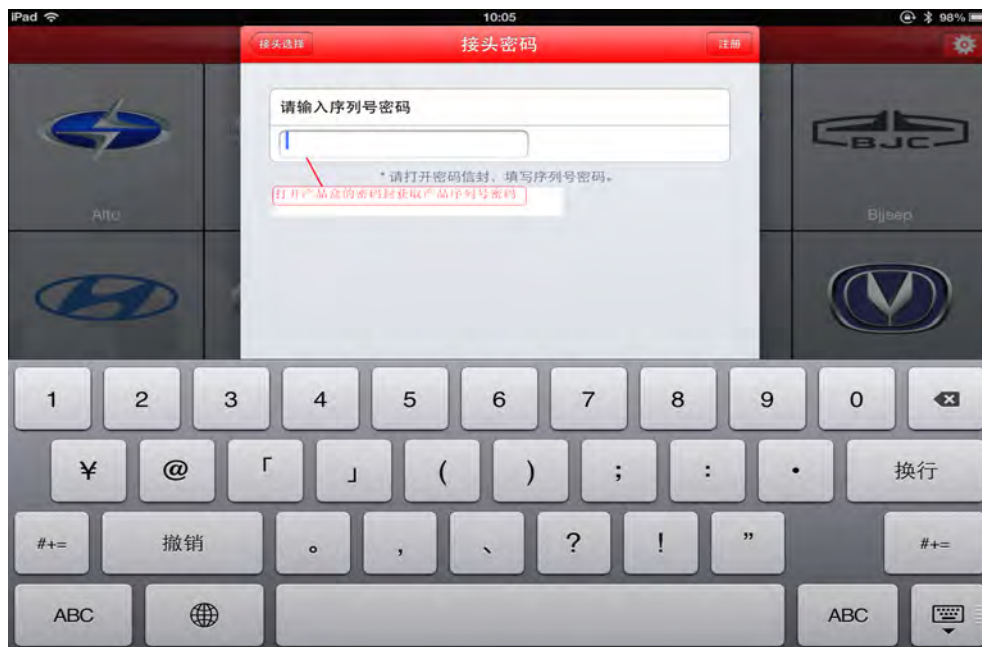 iPad 10:05 98%
接头选择 接头密码 注册
请输入序列号密码
*请打开密码信封，填写序列号密码。
打开产品盒的密码封获取产品序列号密码
BJC
Alto Bjjeep
1 2 3 4 5 6 7 8 9 0
¥ @ 「 」 ( ) ; : • 换行
#+= 撤销 。 , 、 ? ! ” #+=
ABC ABC